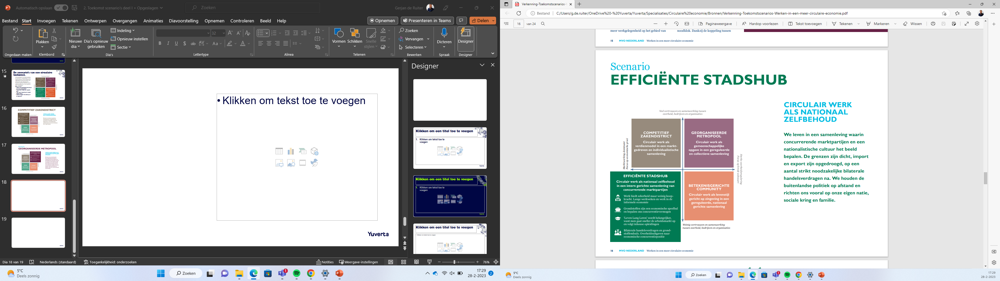 Automatisch opslaan
2. Toekomst scenario's deel I • Opgeslagen
Zoeken
Gerjan de Ruiter
Bestand Start Invoegen Tekenen Ontwerpen Overgangen Animaties Diavoorstelling Opnemen Controleren Beeld Help
Opnemen Presenteren in Teams Delen
Plakken
Nieuwe dia
Dia's opnieuw gebruiken
Indeling
Opnieuw instellen
Sectie
32
Vormen Schikken Snelle stijlen
Zoeken
Vervangen
Selecteren
Dicteren
Designer
Ongedaan maken Klembord Dia's Lettertype Alinea Tekenen Bewerken Spraak Designer
15
De scenario's van een circulaire toekomst.
16
COMPETITIEF ZAKENDISTRICT
17
GEORGANISEERDE METROPOOL
18
19
• Klikken om tekst toe te voegen
Yuverta
Designer
Klikken om een titel toe te voegen
1. Klikken om tekst toe te
voegen
Yuverta
Klikken om een titel toe te voegen
1. Klikken om tekst toe te
voegen
Yuverta
Klikken om een titel toe te voegen
Dia 18 van 19 Nederlands (standaard) Toegankelijkheid: onderzoeken Notities Weergave-instellingen 76%
5°C
Deels zonnig
Zoeken
17:29
28-2-2023
2
Verkenning-Toekomstscenarios-
Bestand C:/Users/g.de.ruiter/OneDrive%20-%20Yuverta/Yuverta/Specialisaties/Circulaire%20economie/Bronnen/Verkenning-Toekomstscenarios-Werken-in-een-meer-circulaire-economie.pdf
16 van 24 Paginaweergave Hardop voorlezen Tekst toevoegen Tekenen Markeren Wissen
meer werkgelegenheid op het gebied van
noodklok. Dankzij de koppeling tussen
15 MVO NEDERLAND Werken in een meer circulaire economie
Scenario
EFFICIËNTE STADSHUB
Veel vertrouwen en samenwerking tussen
overheid, bedrijven en organisaties
Marktwerking dominant
Focus op economische groei
COMPETITIEF
ZAKENDISTRICT
Circulair werk als
verdienmodel in een markt-
gedreven en individualistische
samenleving
GEORGANISEERDE
METROPOOL
Circulair werk als
gemeenschappelijke
opgave in een gereguleerde
en collectieve samenleving
Sterke overheidsregulering
Focus op brede welvaart
EFFICIËNTE STADSHUB
Circulair werk als nationaal zelfbehoud
in een intern gerichte samenleving van
concurrerende marktpartijen
Werk biedt zekerheid maar weinig koop-
kracht. Lange werkweken en werk in de
informele economie
Grondstoffen zijn een economische speelbal
en bepalen ons concurrentievermogen
'Leven Lang Leren' wordt belangrijker,
want men gaat sneller de arbeidsmarkt op
en volgt inhouse opleidingen
Bilaterale handelsverdragen en grond-
stoffendeals. Overheidsuitgaven naar
economische concurrentiepositie
BETEKENISGERICHTE
COMMUNITY
Circulair werk als levenstijl
gericht op zingeving in een
gereguleerde, nationaal
gerichte samenleving
Weinig vertrouwen en samenwerking
tussen overheid, bedrijven en organisaties
CIRCULAIR WERK
ALS NATIONAAL
ZELFBEHOUD
We leven in een samenleving waarin
concurrerende marktpartijen en een
nationalistische cultuur het beeld
bepalen. De grenzen zijn dicht, import
en export zijn opgedroogd, op een
aantal strikt noodzakelijke bilaterale
handelsverdragen na. We houden de
buitenlandse politiek op afstand en
richten ons vooral op onze eigen natie,
sociale kring en familie.
16 MVO NEDERLAND Werken in een meer circulaire economie
5°C
Deels zonnig
Zoeken
17:29
28-2-2023